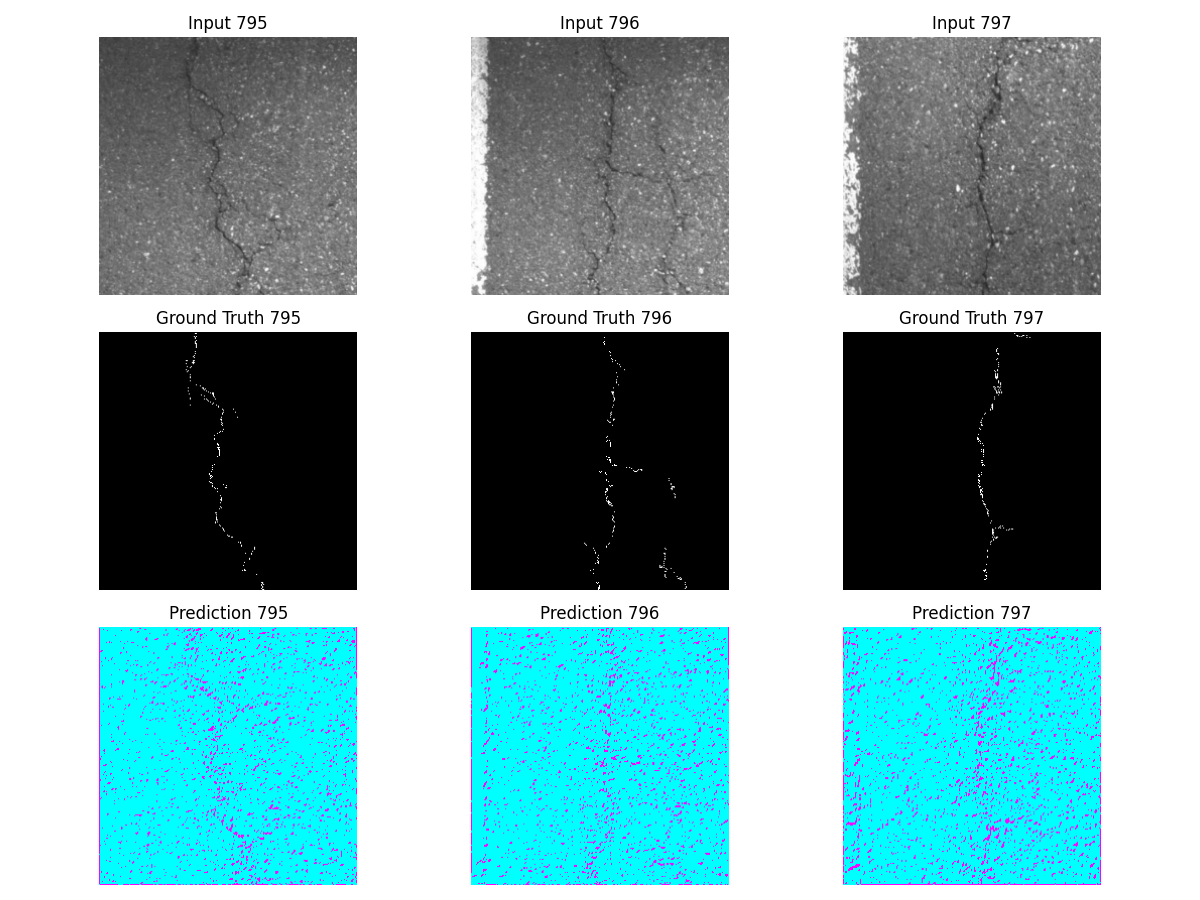 Input 795
Input 796
Input 797
Ground Truth 795
Ground Truth 796
Ground Truth 797
Prediction 795
Prediction 796
Prediction 797